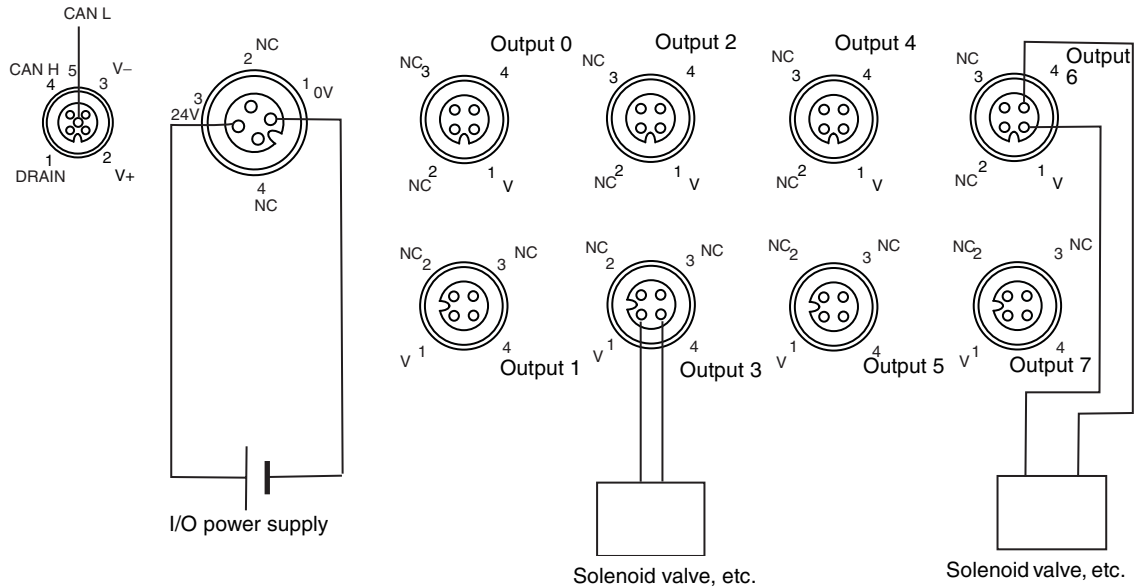 CAN L
CAN H
5
V–
4
3
1
2
DRAIN
V+
NC
2
1
0V
3
24V
4
NC
I/O power supply
Output 0
NC
3
4
NC
2
1
V
Output 2
NC
3
4
NC
2
1
V
Output 4
NC
3
4
NC
2
1
V
Output
6
NC
3
4
NC
2
1
V
NC
2
3
NC
V
1
4
Output 1
NC
2
3
NC
V
1
4
Output 3
NC
2
3
NC
V
1
4
Output 5
NC
2
3
NC
V
1
4
Output 7
Solenoid valve, etc.
Solenoid valve, etc.